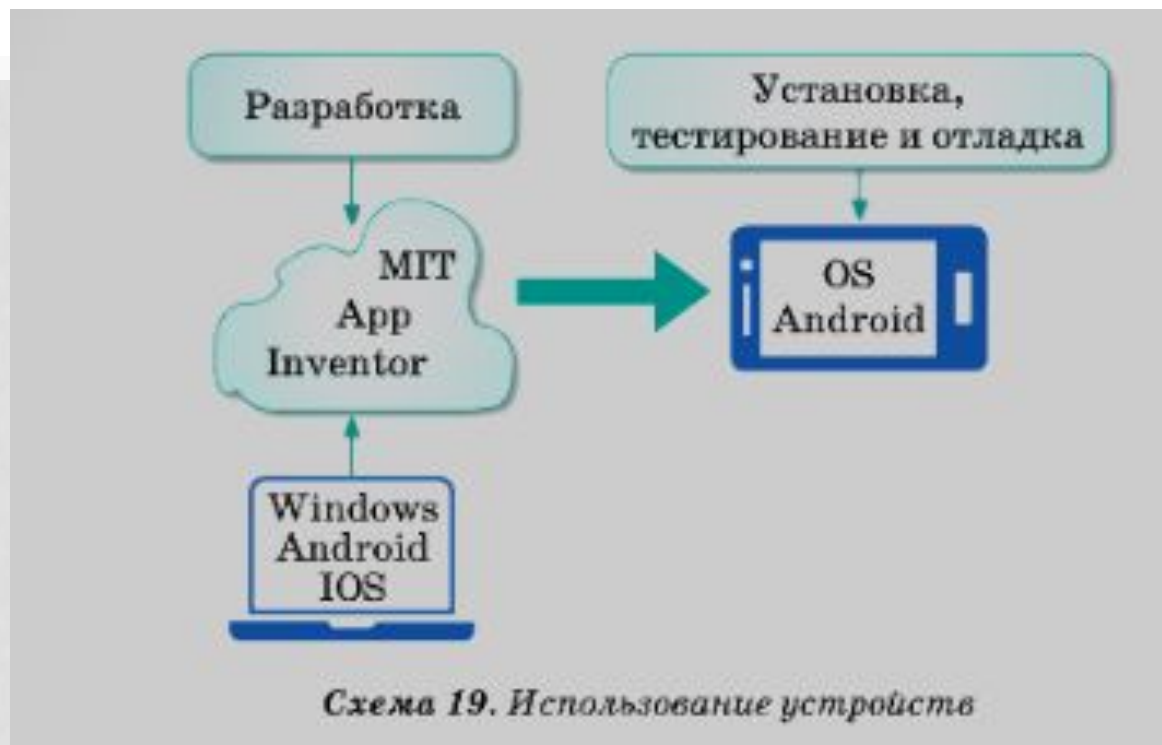 Разработка
Установка,
тестирование и отладка
MIT
App
Inventor
OS
Android
Windows
Android
IOS
Схема 19. Использование устройств